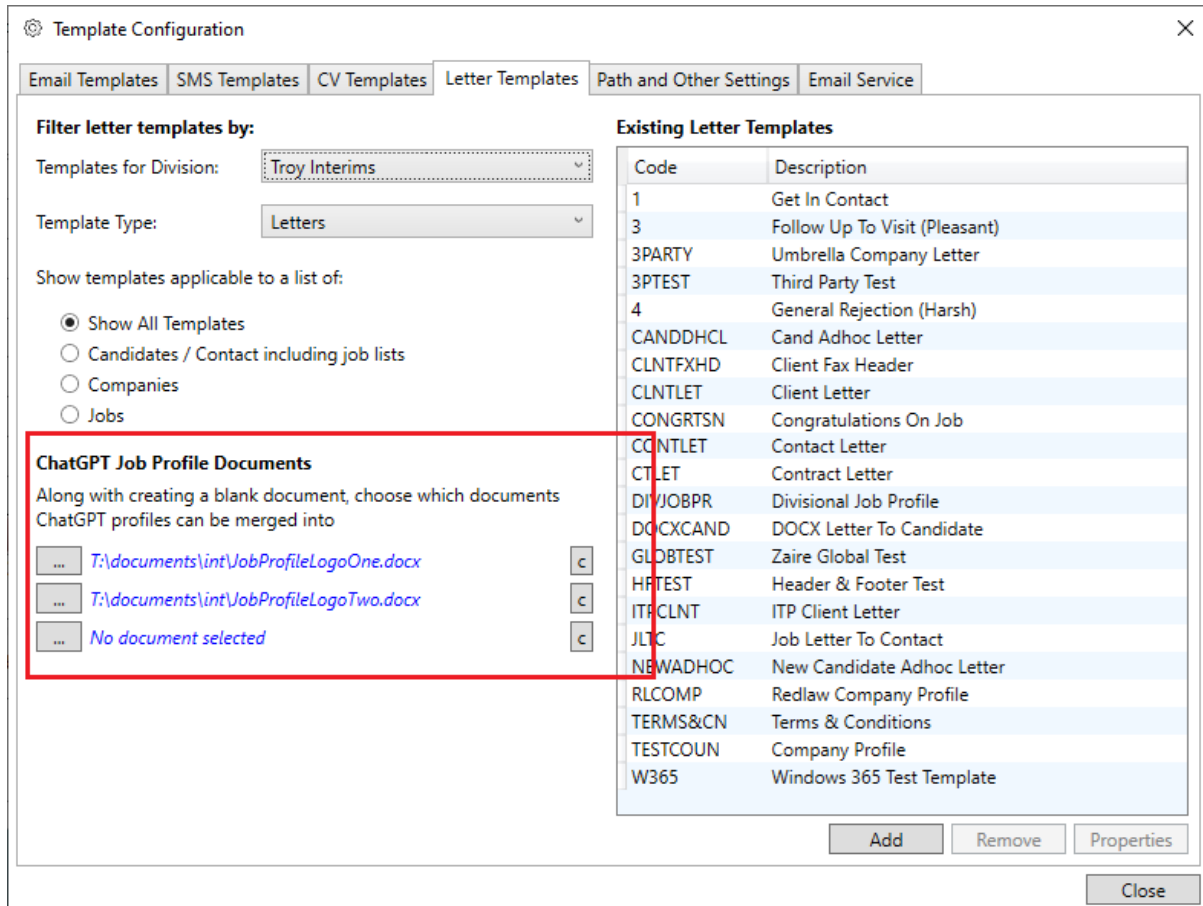 Template Configuration
Email Templates SMS Templates CV Templates Letter Templates Path and Other Settings Email Service
Filter letter templates by:
Templates for Division: Troy Interims
Template Type: Letters
Show templates applicable to a list of:
Show All Templates
Candidates / Contact including job lists
Companies
Jobs
ChatGPT Job Profile Documents
Along with creating a blank document, choose which documents
ChatGPT profiles can be merged into
... T:\documents\int\JobProfileLogoOne.docx c
... T:\documents\int\JobProfileLogoTwo.docx c
... No document selected c
Existing Letter Templates
Code Description
1 Get In Contact
3 Follow Up To Visit (Pleasant)
3PARTY Umbrella Company Letter
3PTEST Third Party Test
4 General Rejection (Harsh)
CANDDHCL Cand Adhoc Letter
CLNTFXHD Client Fax Header
CLNTLET Client Letter
CONGRTSN Congratulations On Job
CONTLET Contact Letter
CTLET Contract Letter
DIVJOBPR Divisional Job Profile
DOCXCAND DOCX Letter To Candidate
GLOBTEST Zaire Global Test
HFTEST Header & Footer Test
ITPCLNT ITP Client Letter
JLTC Job Letter To Contact
NEWADHOC New Candidate Adhoc Letter
RLCOMP Redlaw Company Profile
TERMS&CN Terms & Conditions
TESTCOUN Company Profile
W365 Windows 365 Test Template
Add Remove Properties
Close